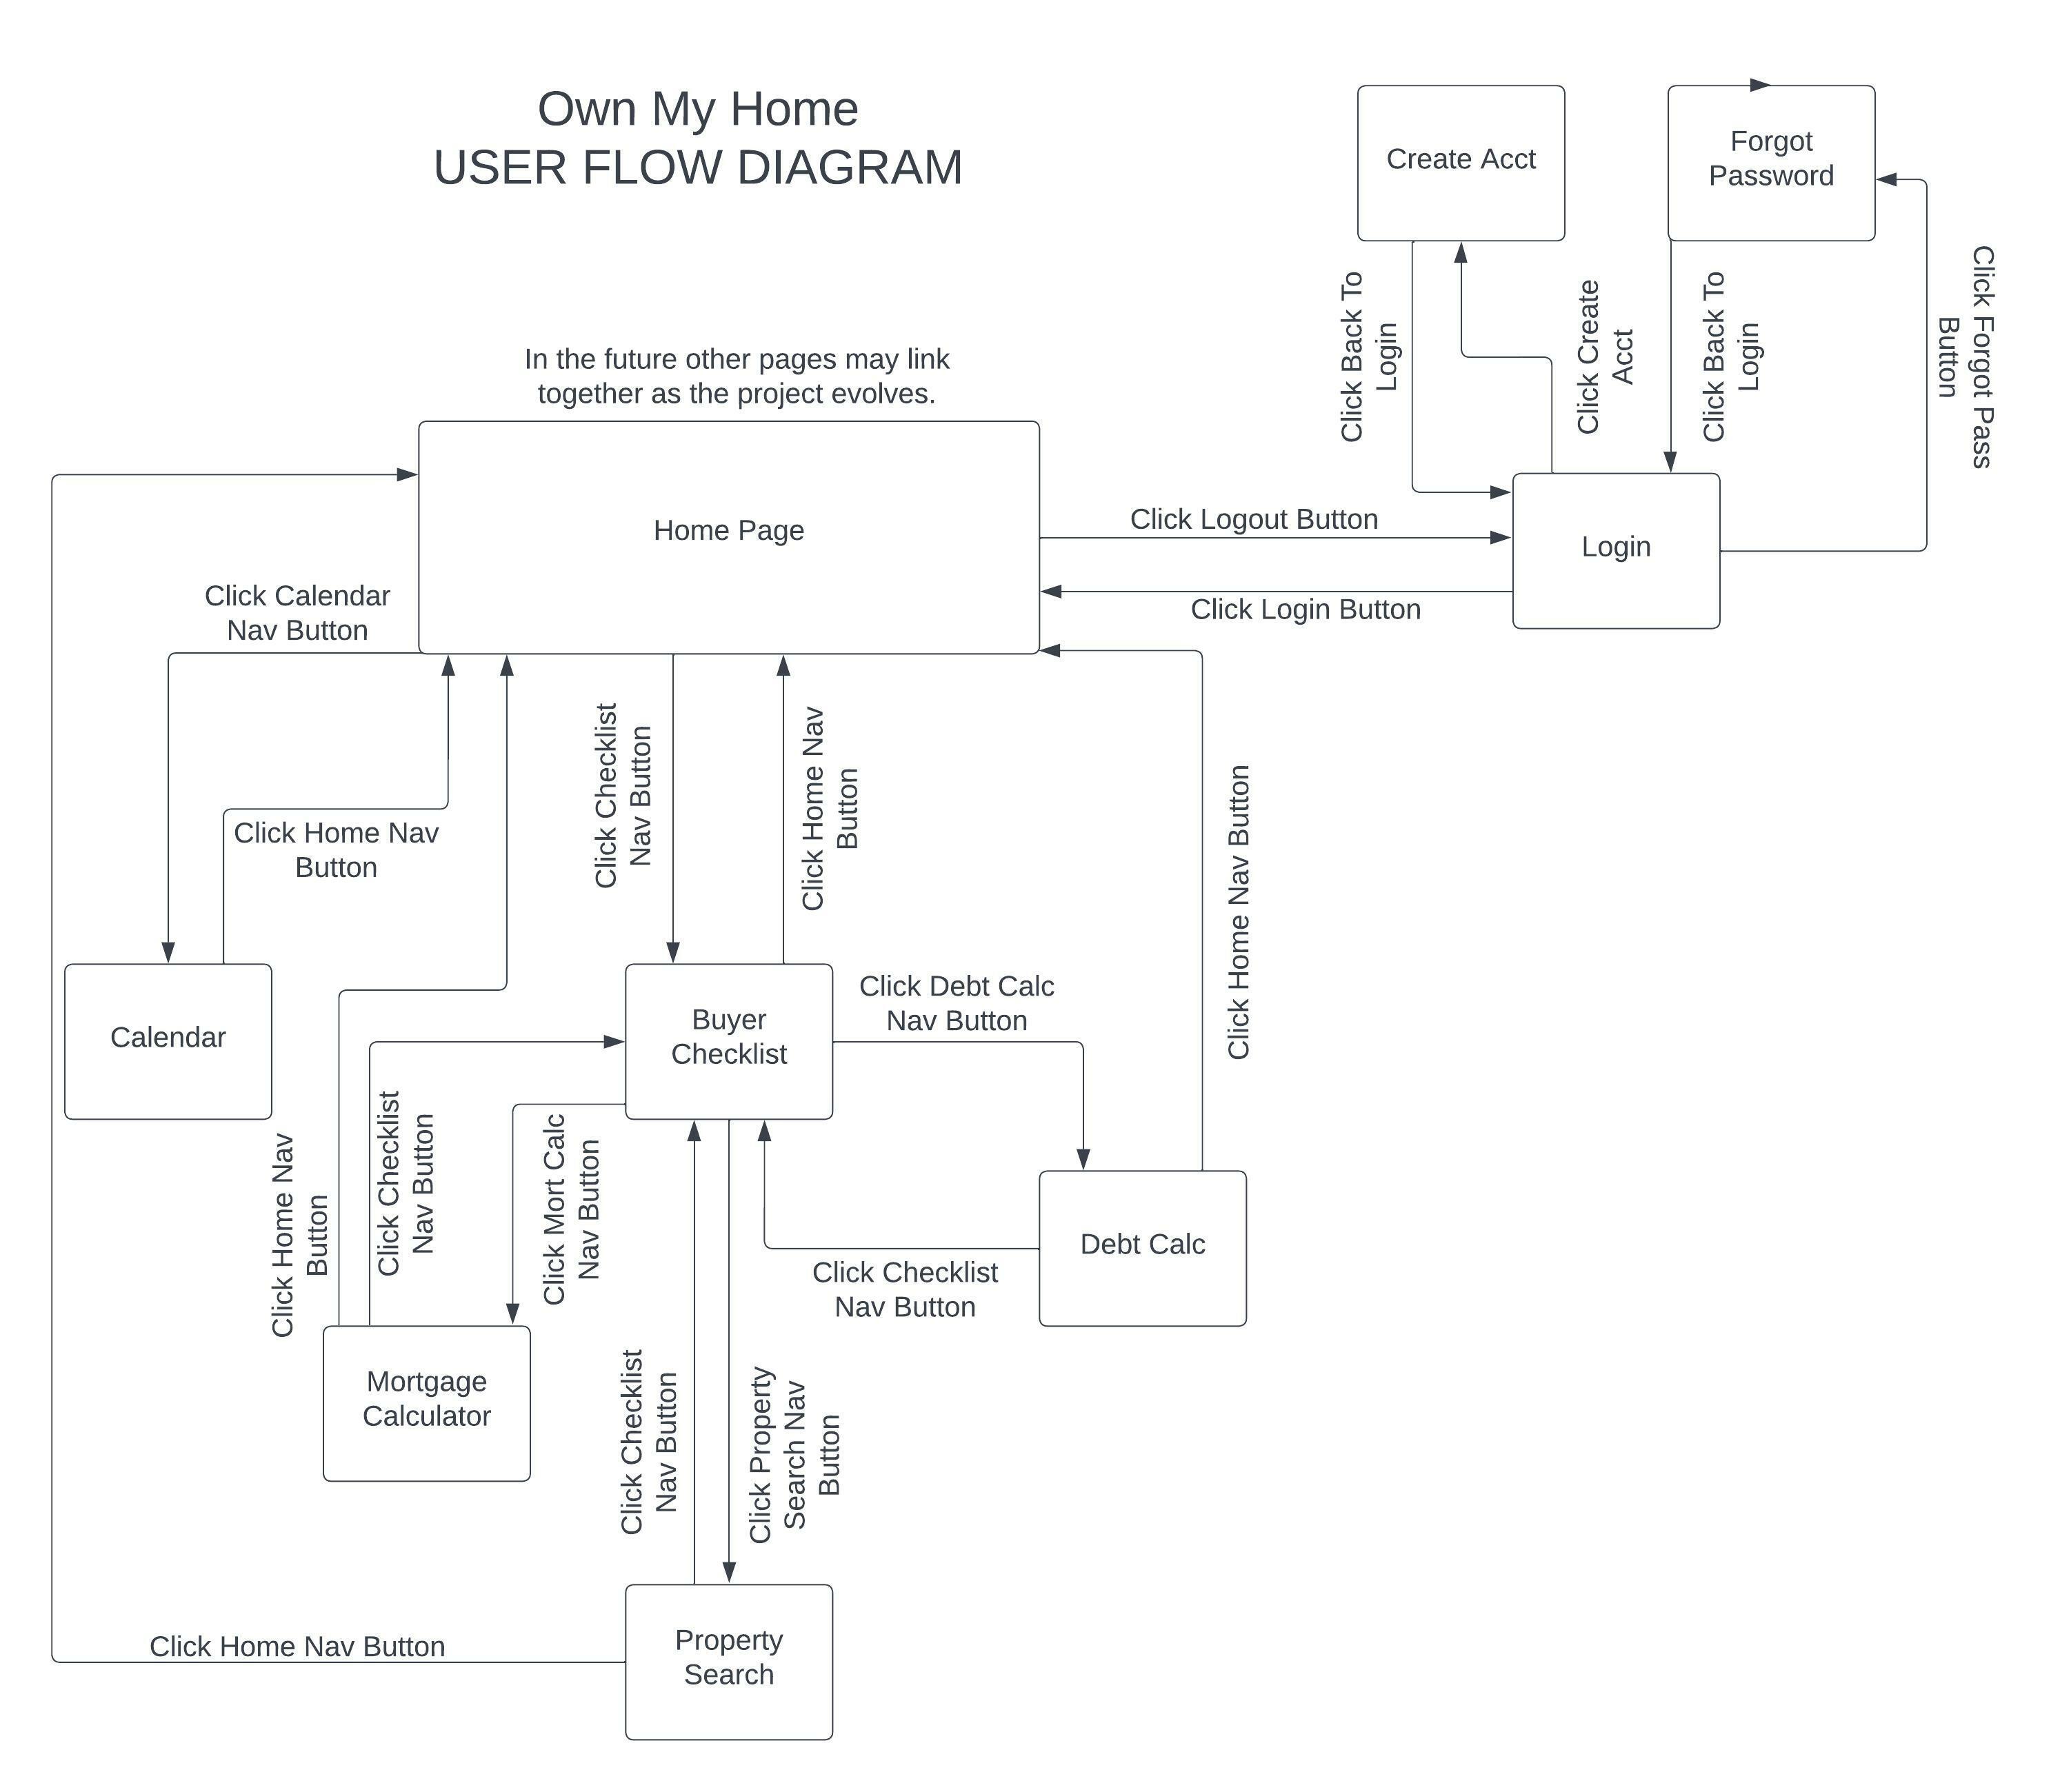 Own My Home
USER FLOW DIAGRAM
Create Acct
Forgot
Password
Click Back To
Login
Click Create
Acct
Click Back To
Login
Click Forgot Pass
Button
In the future other pages may link
together as the project evolves.
Home Page
Click Logout Button
Login
Click Login Button
Click Calendar
Nav Button
Click Home Nav
Button
Click Checklist
Nav Button
Click Home Nav
Button
Click Home Nav Button
Calendar
Buyer
Checklist
Click Debt Calc
Nav Button
Click Home Nav
Button
Click Checklist
Nav Button
Click Mort Calc
Nav Button
Debt Calc
Click Checklist
Nav Button
Mortgage
Calculator
Click Checklist
Nav Button
Click Property
Search Nav
Button
Click Home Nav Button
Property
Search